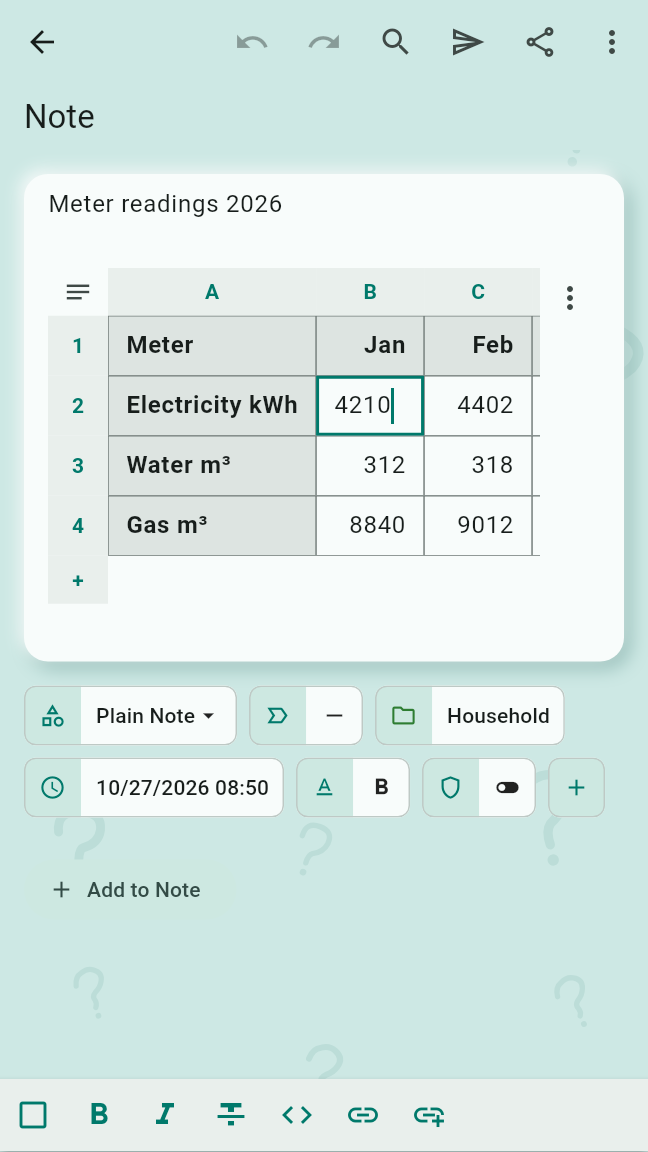 Note
Meter readings 2026
A B C
1 Meter Jan Feb
2 Electricity kWh 4210 4402
3 Water m³ 312 318
4 Gas m³ 8840 9012
+
Plain Note — Household
10/27/2026 08:50 A B +
+ Add to Note
B I T <>